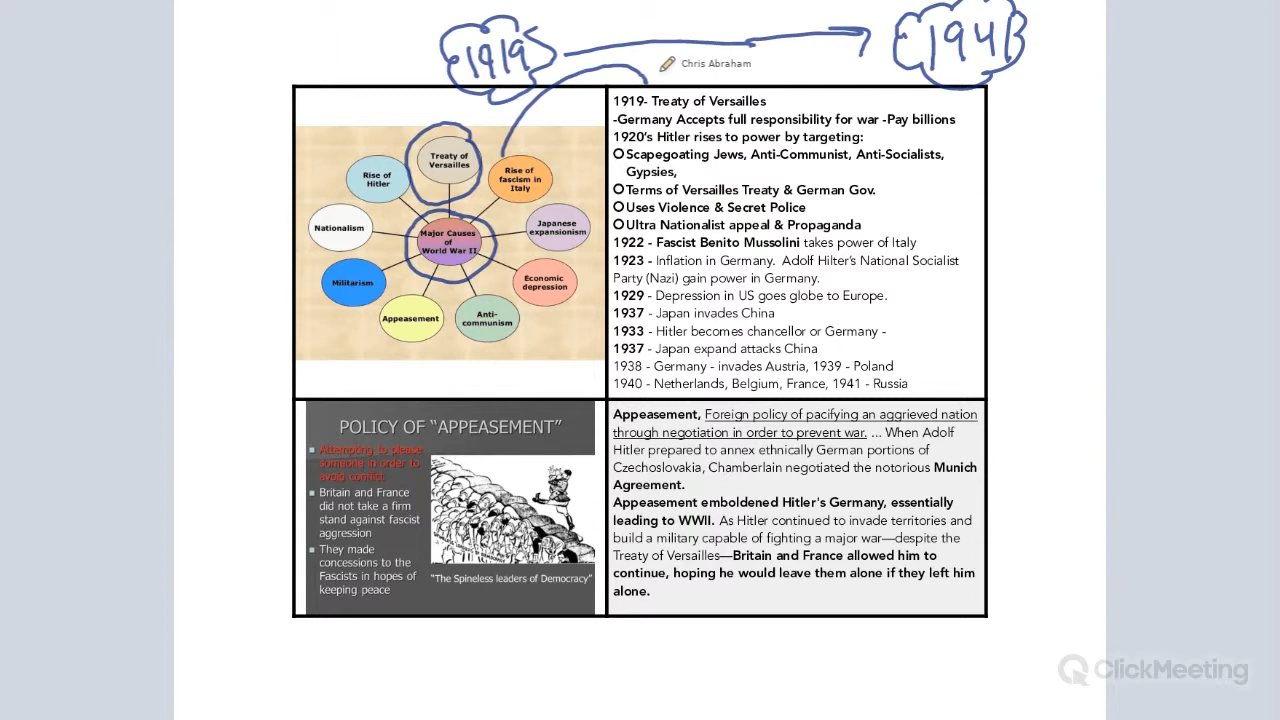 1919
1941
Chris Abraham
Treaty of
Versailles
Rise of
Hitler
Rise of
fascism in
Italy
Nationalism
Japanese
expansionism
Major Causes
of
World War II
Militarism
Economic
depression
Appeasement
Anti-
communism
1919- Treaty of Versailles
-Germany Accepts full responsibility for war -Pay billions
1920's Hitler rises to power by targeting:
Scapegoating Jews, Anti-Communist, Anti-Socialists,
Gypsies,
Terms of Versailles Treaty & German Gov.
Uses Violence & Secret Police
Ultra Nationalist appeal & Propaganda
1922 - Fascist Benito Mussolini takes power of Italy
1923 - Inflation in Germany. Adolf Hilter's National Socialist
Party (Nazi) gain power in Germany.
1929 - Depression in US goes globe to Europe.
1937 - Japan invades China
1933 - Hitler becomes chancellor or Germany -
1937 - Japan expand attacks China
1938 - Germany - invades Austria, 1939 - Poland
1940 - Netherlands, Belgium, France, 1941 - Russia
POLICY OF “APPEASEMENT”
Attempting to please
someone in order to
avoid conflict.
Britain and France
did not take a firm
stand against fascist
aggression
They made
concessions to the
Fascists in hopes of
keeping peace
“The Spineless leaders of Democracy”
Appeasement, Foreign policy of pacifying an aggrieved nation
through negotiation in order to prevent war. ... When Adolf
Hitler prepared to annex ethnically German portions of
Czechoslovakia, Chamberlain negotiated the notorious Munich
Agreement.
Appeasement emboldened Hitler's Germany, essentially
leading to WWII. As Hitler continued to invade territories and
build a military capable of fighting a major war—despite the
Treaty of Versailles—Britain and France allowed him to
continue, hoping he would leave them alone if they left him
alone.
ClickMeeting